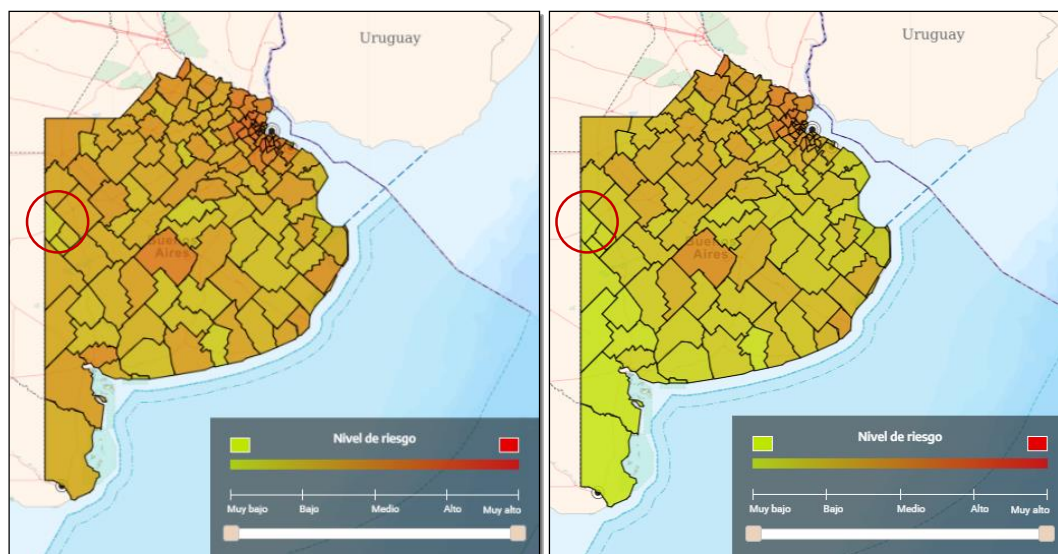 Uruguay
Buenos
Aires
Nivel de riesgo
Muy bajo
Bajo
Medio
Alto
Muy alto
Uruguay
Buenos
Aires
Nivel de riesgo
Muy bajo
Bajo
Medio
Alto
Muy alto